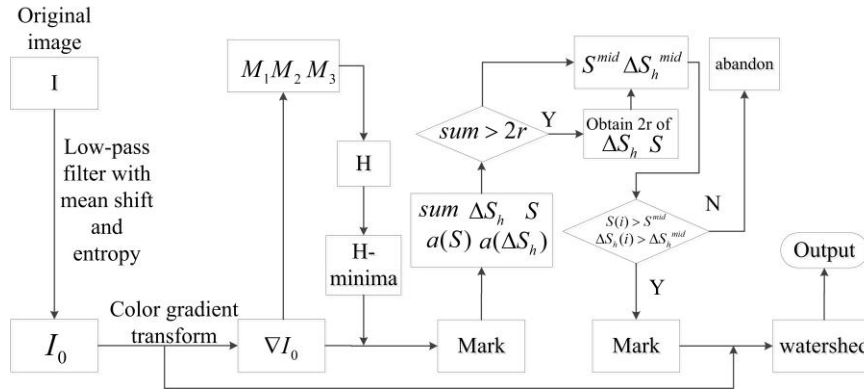 Original
image
I
Low-pass
filter with
mean shift
and
entropy
I₀
Color gradient
transform
∇I₀
M₁M₂ M₃
H
H-
minima
Mark
sum ΔSₕ S
a(S) a(ΔSₕ)
sum > 2r
Y
Obtain 2r of
ΔSₕ S
S^{mid} ΔSₕ^{mid}
abandon
S(i) > S^{mid}
ΔSₕ(i) > ΔSₕ^{mid}
N
Y
Mark
watershed
Output